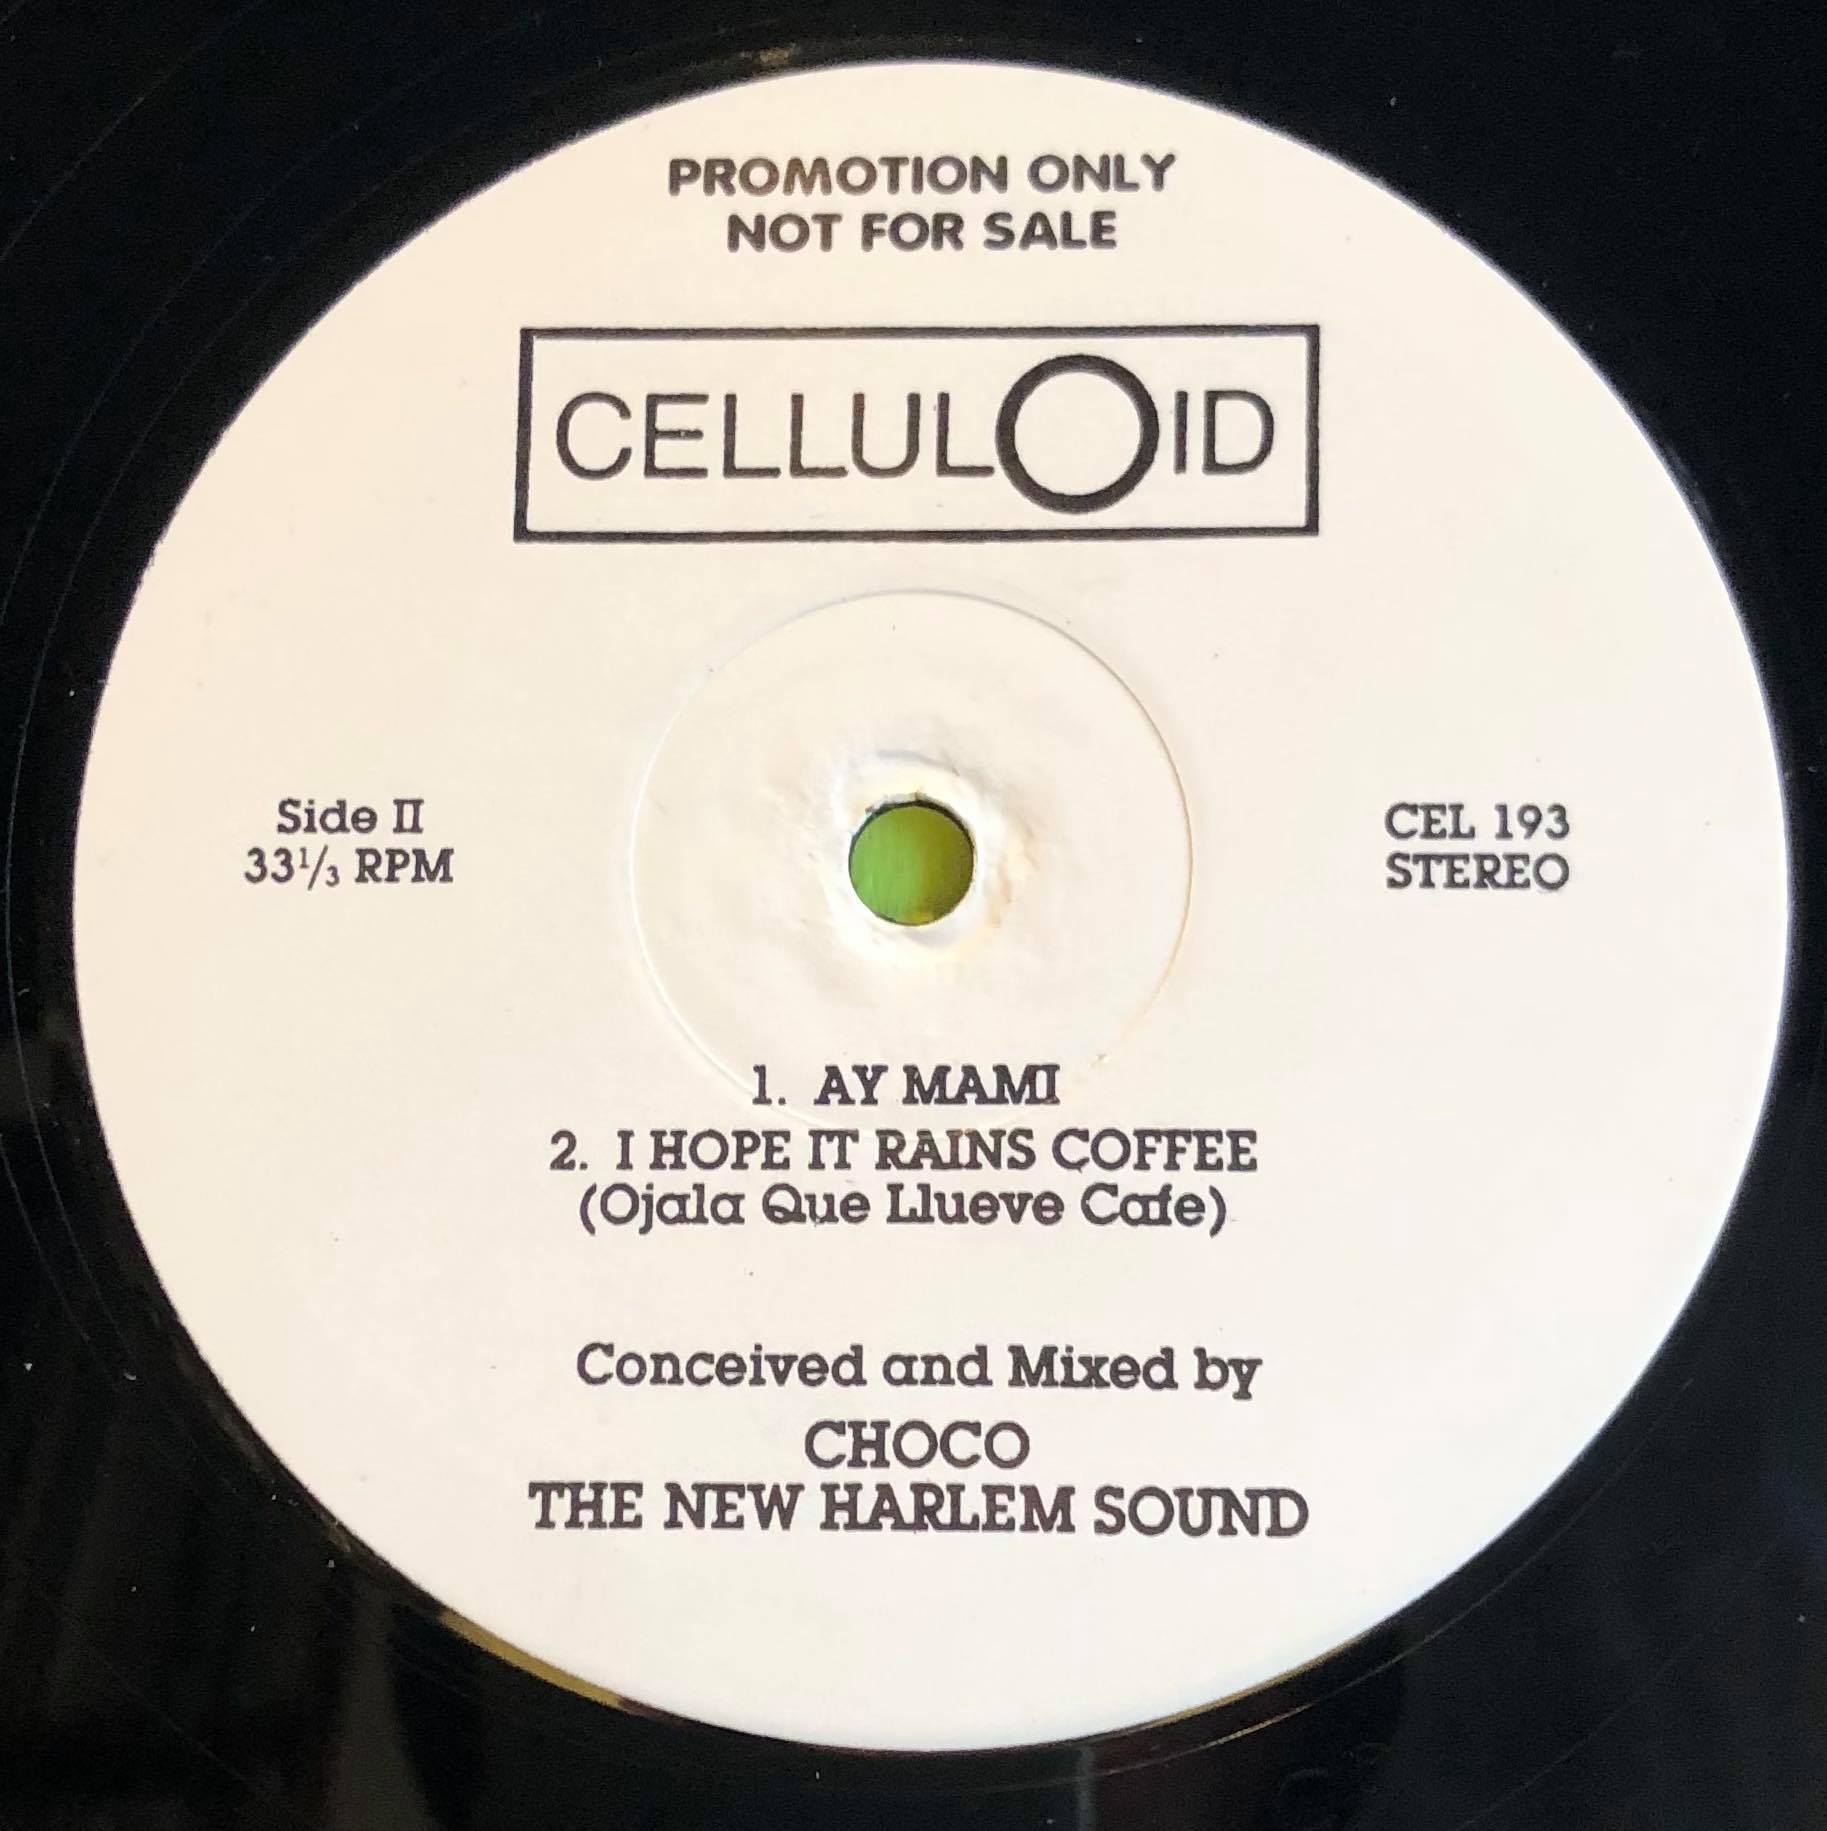 PROMOTION ONLY
NOT FOR SALE
CELLULOID
Side II
33⅓ RPM
CEL 193
STEREO
1. AY MAMI
2. I HOPE IT RAINS COFFEE
(Ojala Que Llueve Cafe)
Conceived and Mixed by
CHOCO
THE NEW HARLEM SOUND